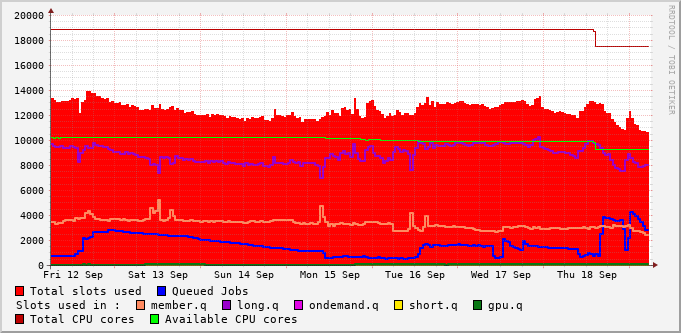 RRDTOOL / TOBI OETIKER
20000
18000
16000
14000
12000
10000
8000
6000
4000
2000
0
Fri 12 Sep Sat 13 Sep Sun 14 Sep Mon 15 Sep Tue 16 Sep Wed 17 Sep Thu 18 Sep
Total slots used Queued Jobs
Slots used in : member.q long.q ondemand.q short.q gpu.q
Total CPU cores Available CPU cores